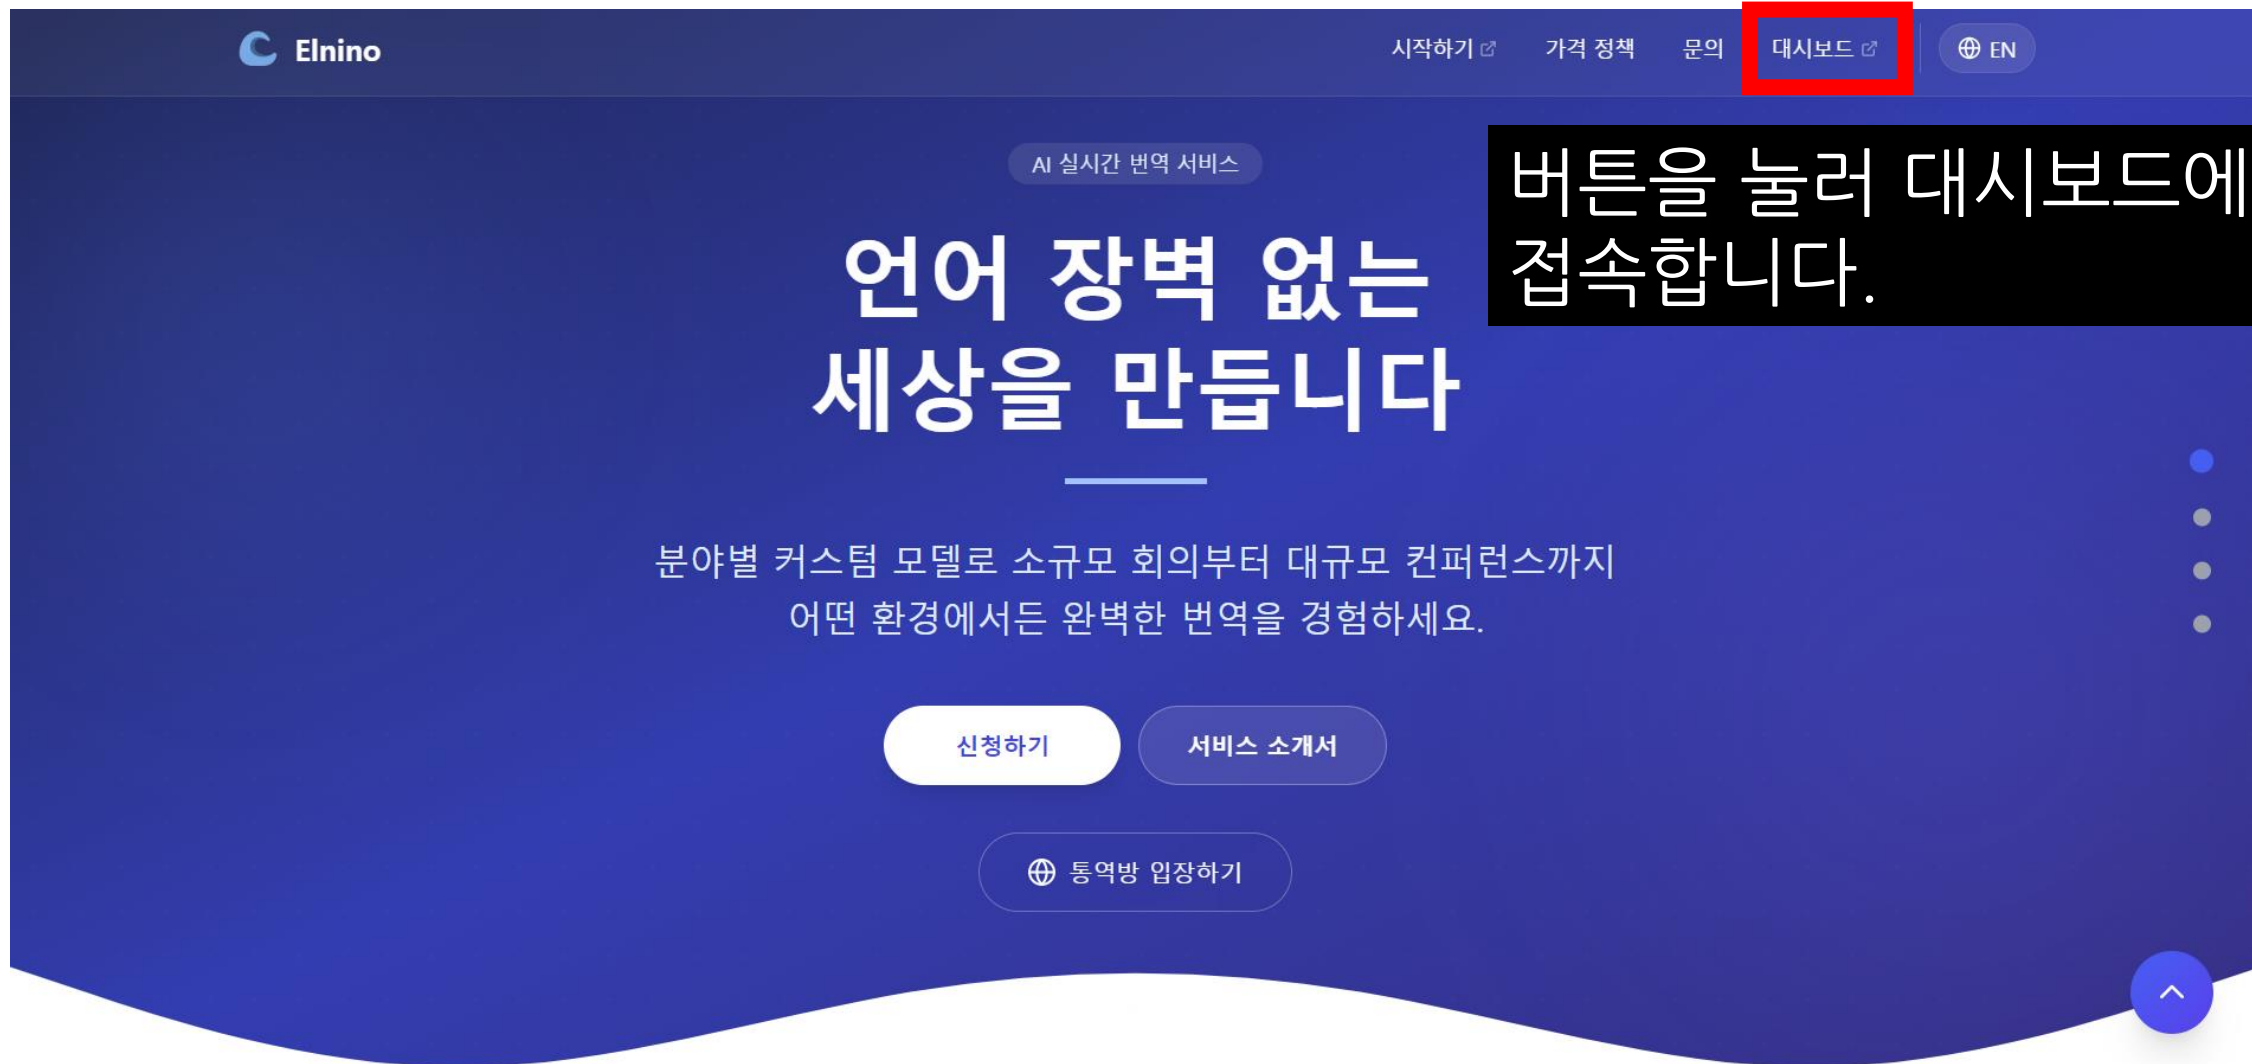 Elnino
시작하기
가격 정책
문의
대시보드
EN
버튼을 눌러 대시보드에
접속합니다.
AI 실시간 번역 서비스
언어 장벽 없는
세상을 만듭니다
분야별 커스텀 모델로 소규모 회의부터 대규모 컨퍼런스까지
어떤 환경에서든 완벽한 번역을 경험하세요.
신청하기
서비스 소개서
통역방 입장하기